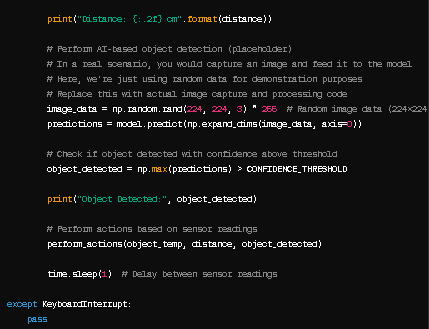 print("Distance: {:.2f} cm".format(distance))
# Perform AI-based object detection (placeholder)
# In a real scenario, you would capture an image and feed it to the model
# Here, we're just using random data for demonstration purposes
# Replace this with actual image capture and processing code
image_data = np.random.rand(224, 224, 3) * 255  # Random image data (224x224
predictions = model.predict(np.expand_dims(image_data, axis=0))
# Check if object detected with confidence above threshold
object_detected = np.max(predictions) > CONFIDENCE_THRESHOLD
print("Object Detected:", object_detected)
# Perform actions based on sensor readings
perform_actions(object_temp, distance, object_detected)
time.sleep(1)  # Delay between sensor readings
except KeyboardInterrupt:
pass